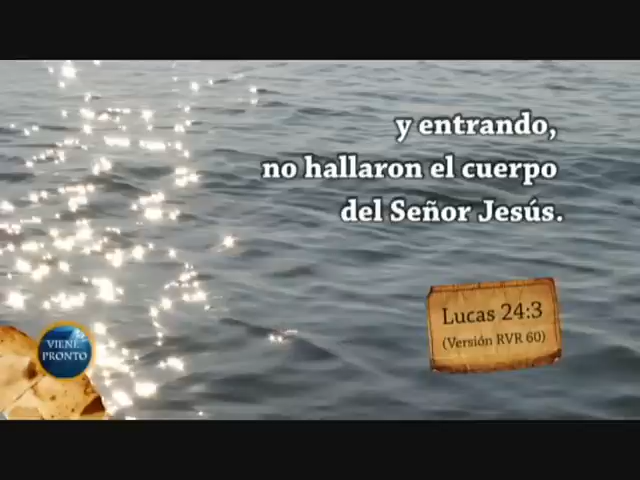 y entrando,
no hallaron el cuerpo
del Señor Jesús.
Lucas 24:3
(Versión RVR 60)
VIENE
PRONTO